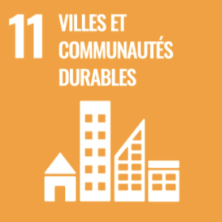 11 VILLES ET
COMMUNAUTÉS
DURABLES